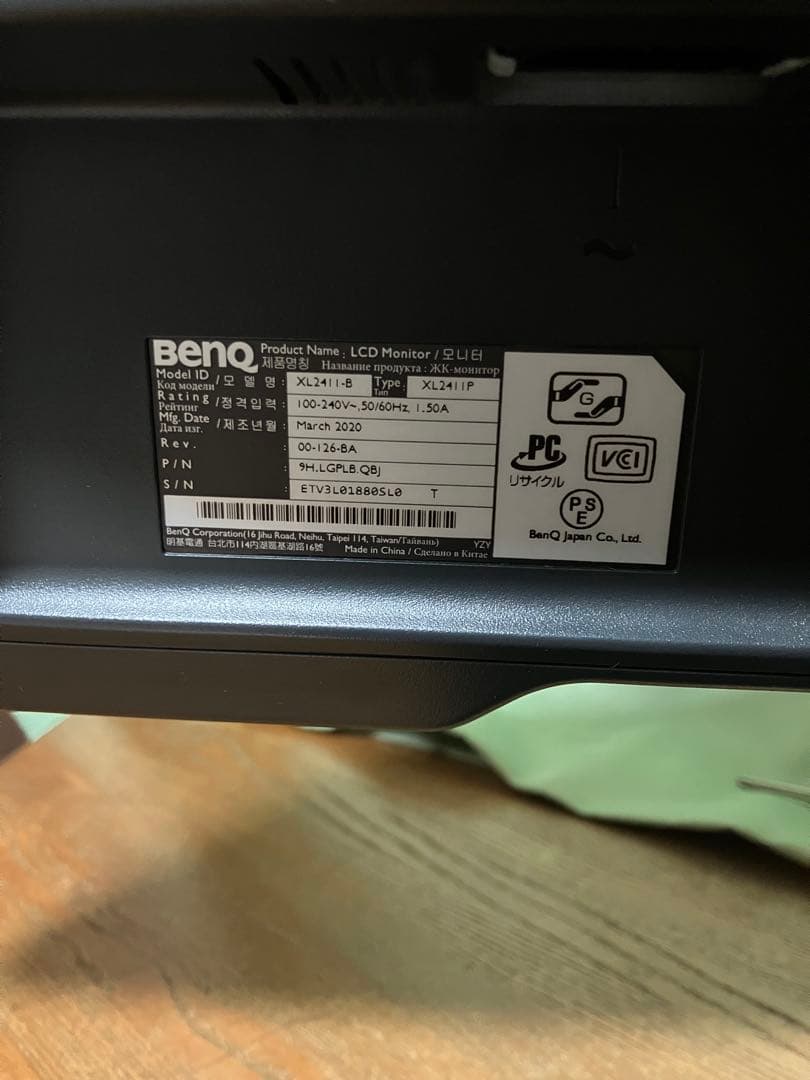 BenQ Product Name : LCD Monitor / 모니터
제품명칭 Название продукта : ЖК-монитор
Model ID
Код модели / 모 델 명 : XL2411-B Type Тип : XL2411P
Rating
Рейтинг / 정격입력 : 100-240V~,50/60Hz, 1.50A
Mfg. Date
Дата изг. / 제조년월 : March 2020
Rev. : 00-126-BA
P/N : 9H.LGPLB.QBJ
S/N : ETV3L01880SL0 T
BenQ Corporation(16 Jihu Road, Neihu, Taipei 114, Taiwan/Тайвань) YZY
明基電通 台北市114內湖區基湖路16號 Made in China / Сделано в Китае
G
PC
リサイクル
VCI
PSE
BenQ Japan Co., Ltd.